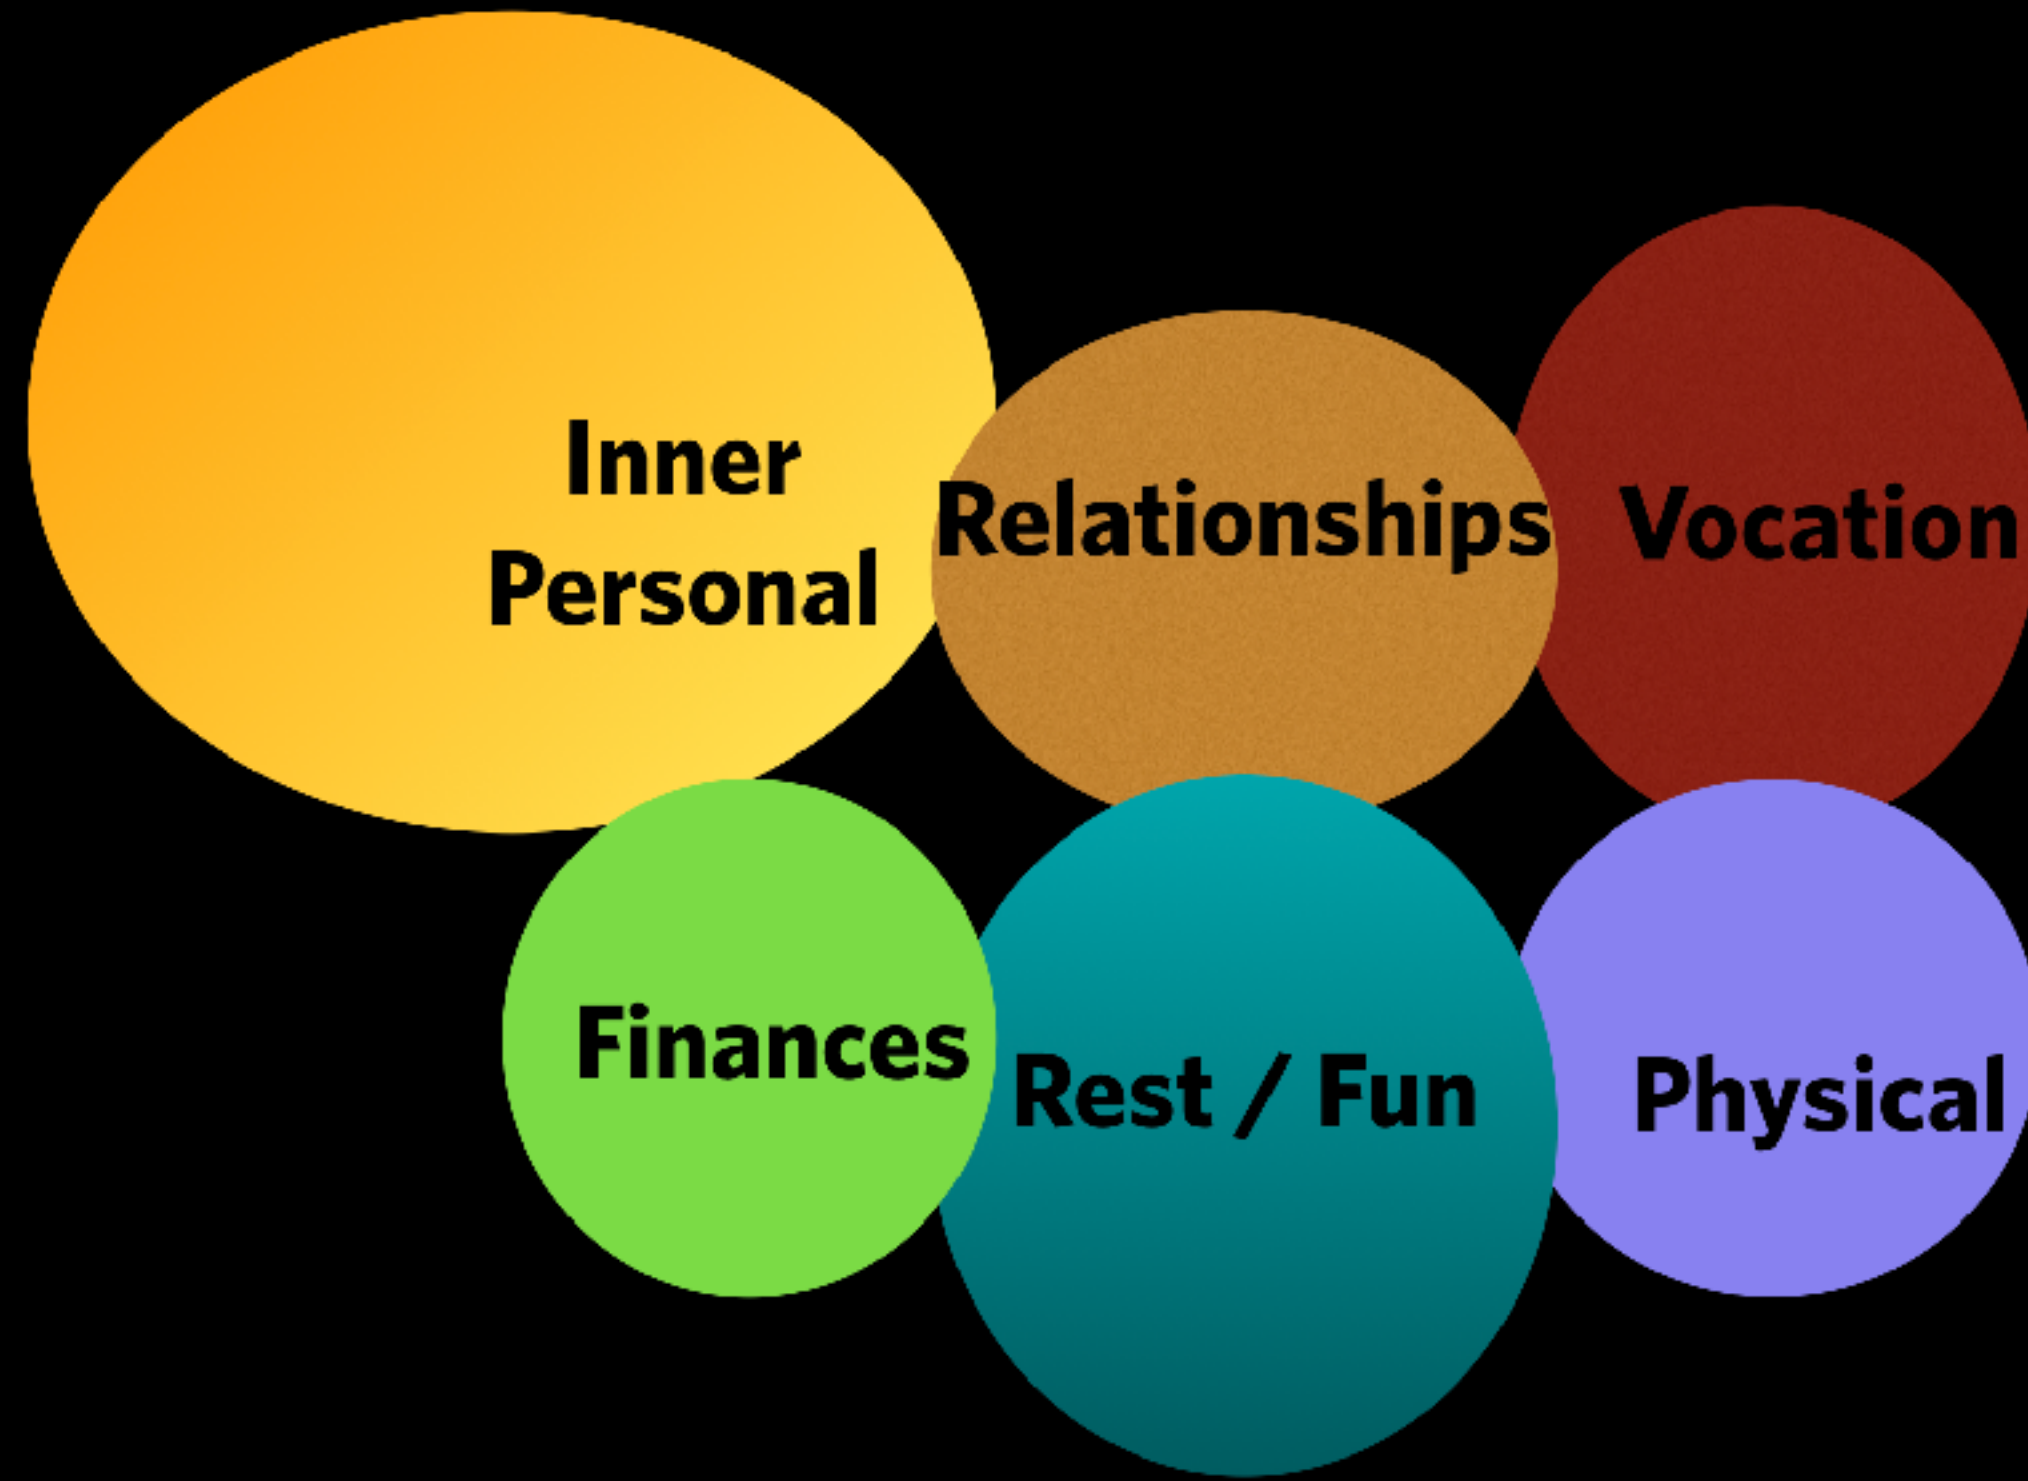 Inner
Personal
Relationships
Vocation
Finances
Rest / Fun
Physical